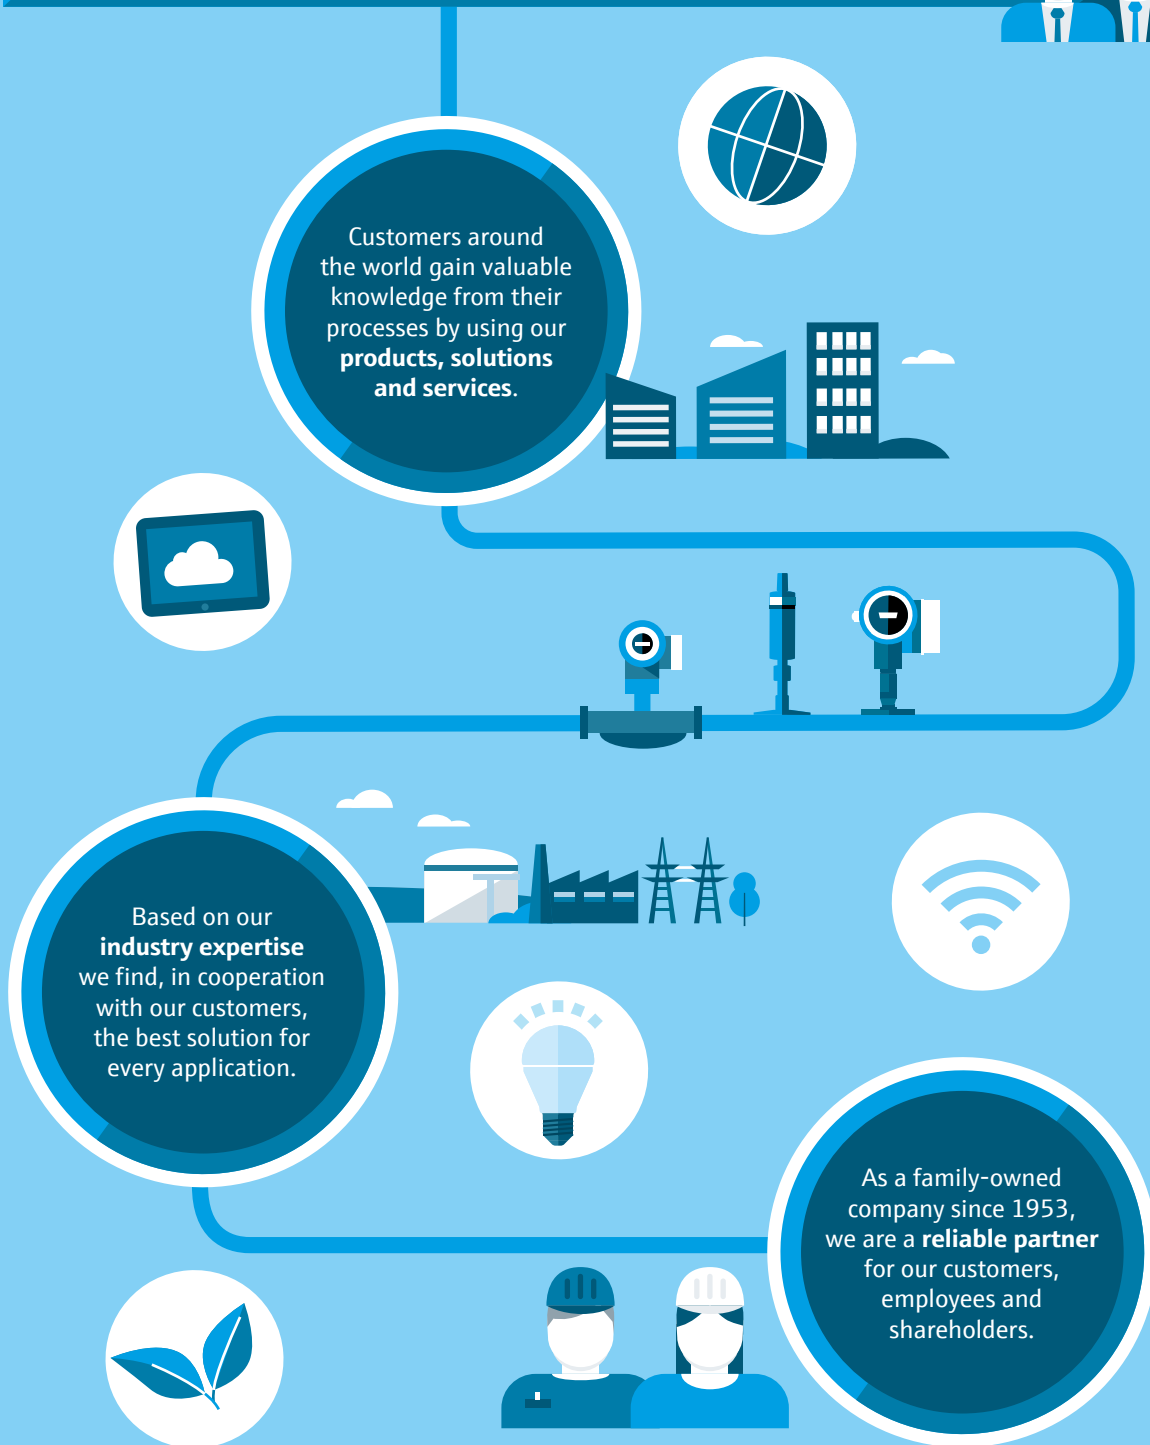 Customers around
the world gain valuable
knowledge from their
processes by using our
products, solutions
and services.
Based on our
industry expertise
we find, in cooperation
with our customers,
the best solution for
every application.
As a family-owned
company since 1953,
we are a reliable partner
for our customers,
employees and
shareholders.